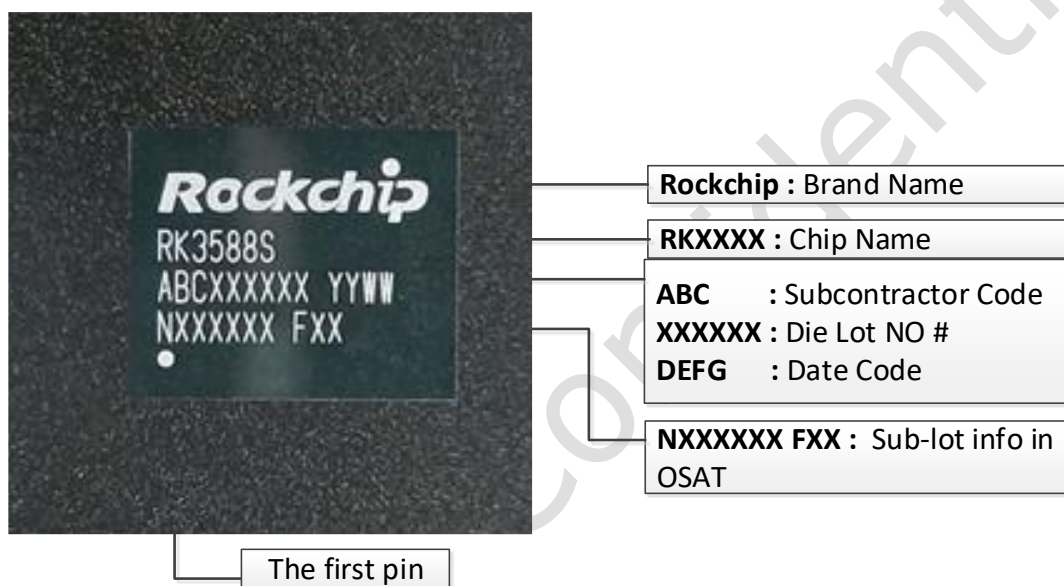 Rockchip
RK3588S
ABCXXXXXX YYWW
NXXXXXX FXX
Rockchip : Brand Name
RKXXXX : Chip Name
ABC : Subcontractor Code
XXXXXX : Die Lot NO #
DEFG : Date Code
NXXXXXX FXX : Sub-lot info in
OSAT
The first pin